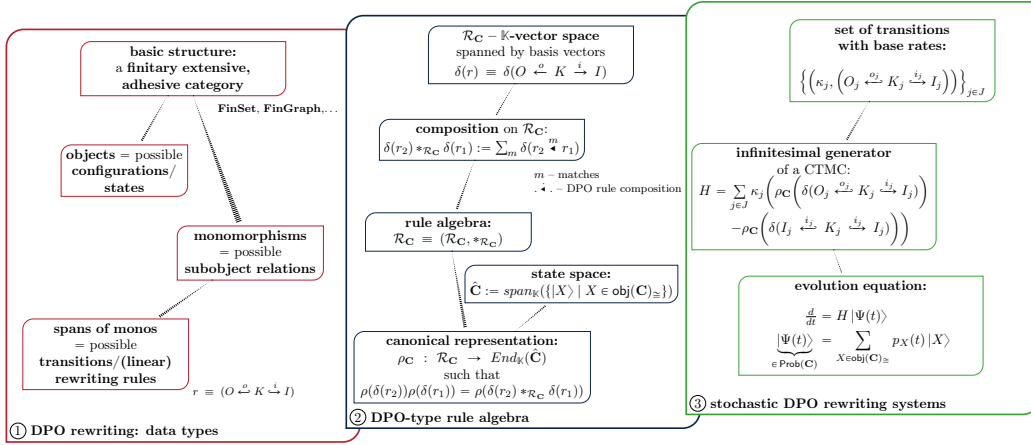 basic structure:
a finitary extensive,
adhesive category
FinSet, FinGraph,...
objects = possible
configurations/
states
monomorphisms
= possible
subobject relations
spans of monos
= possible
transitions/(linear)
rewriting rules
r ≡ (O ↩ᵒ K ↪ⁱ I)
① DPO rewriting: data types
R_C − 𝕂-vector space
spanned by basis vectors
δ(r) ≡ δ(O ←ᵒ K →ⁱ I)
composition on R_C:
δ(r₂) ∗_{R_C} δ(r₁) := ∑_m δ(r₂ ◂ᵐ r₁)
m – matches
. ◂ . – DPO rule composition
rule algebra:
R_C ≡ (R_C, ∗_{R_C})
state space:
Ĉ := span_𝕂({|X⟩ | X ∈ obj(C)_≅})
canonical representation:
ρ_C : R_C → End_𝕂(Ĉ)
such that
ρ(δ(r₂))ρ(δ(r₁)) = ρ(δ(r₂) ∗_{R_C} δ(r₁))
② DPO-type rule algebra
set of transitions
with base rates:
{(κ_j, (O_j ↩^{o_j} K_j ↪^{i_j} I_j))}_{j∈J}
infinitesimal generator
of a CTMC:
H = ∑_{j∈J} κ_j(ρ_C(δ(O_j ↩^{o_j} K_j ↪^{i_j} I_j))
−ρ_C(δ(I_j ↩^{i_j} K_j ↪^{i_j} I_j)))
evolution equation:
d/dt = H |Ψ(t)⟩
|Ψ(t)⟩ = ∑_{X∈obj(C)_≅} p_X(t) |X⟩
∈ Prob(C)
③ stochastic DPO rewriting systems